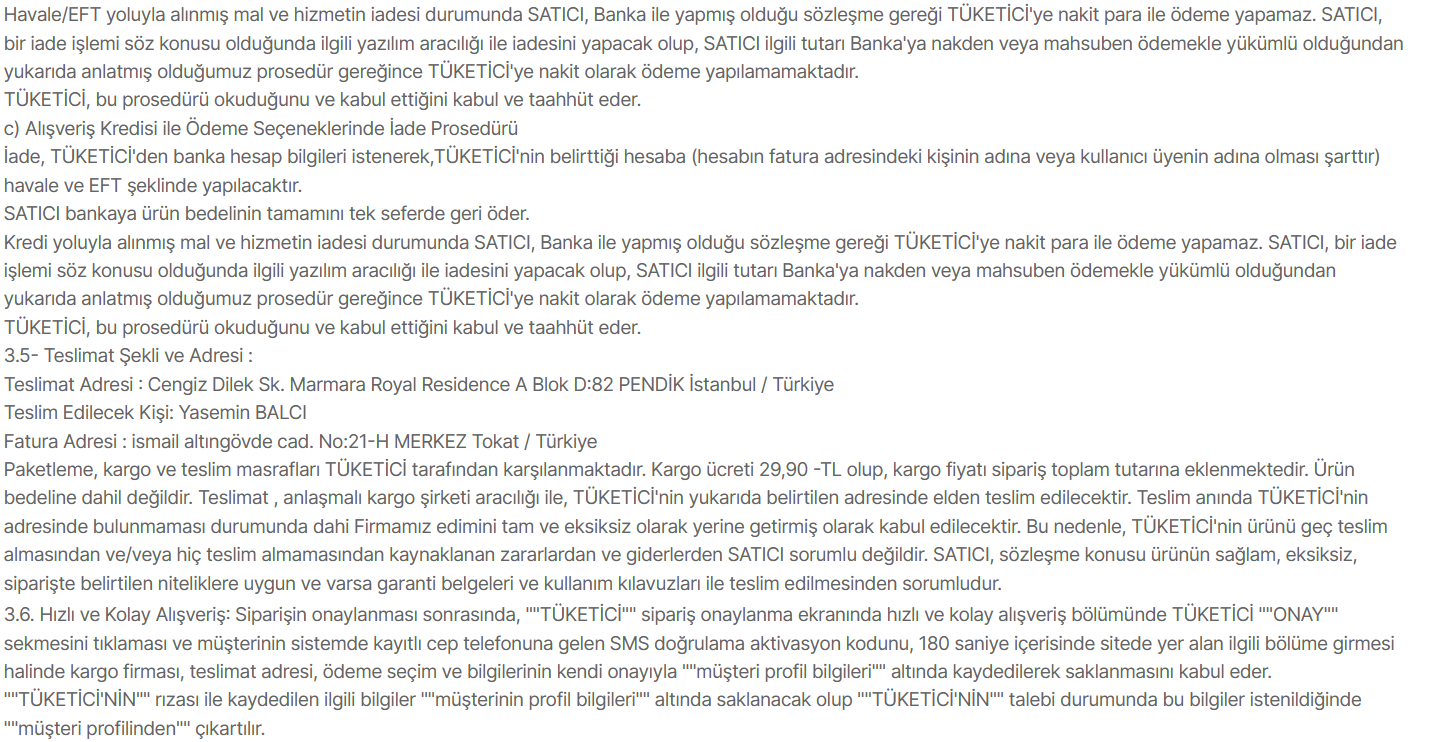 Havale/EFT yoluyla alınmış mal ve hizmetin iadesi durumunda SATICI, Banka ile yapmış olduğu sözleşme gereği TÜKETİCİ'ye nakit para ile ödeme yapamaz. SATICI,
bir iade işlemi söz konusu olduğunda ilgili yazılım aracılığı ile iadesini yapacak olup, SATICI ilgili tutarı Banka'ya nakden veya mahsuben ödemekle yükümlü olduğundan
yukarıda anlatmış olduğumuz prosedür gereğince TÜKETİCİ'ye nakit olarak ödeme yapılamamaktadır.
TÜKETİCİ, bu prosedürü okuduğunu ve kabul ettiğini kabul ve taahhüt eder.
c) Alışveriş Kredisi ile Ödeme Seçeneklerinde İade Prosedürü
İade, TÜKETİCİ'den banka hesap bilgileri istenerek,TÜKETİCİ'nin belirttiği hesaba (hesabın fatura adresindeki kişinin adına veya kullanıcı üyenin adına olması şarttır)
havale ve EFT şeklinde yapılacaktır.
SATICI bankaya ürün bedelinin tamamını tek seferde geri öder.
Kredi yoluyla alınmış mal ve hizmetin iadesi durumunda SATICI, Banka ile yapmış olduğu sözleşme gereği TÜKETİCİ'ye nakit para ile ödeme yapamaz. SATICI, bir iade
işlemi söz konusu olduğunda ilgili yazılım aracılığı ile iadesini yapacak olup, SATICI ilgili tutarı Banka'ya nakden veya mahsuben ödemekle yükümlü olduğundan
yukarıda anlatmış olduğumuz prosedür gereğince TÜKETİCİ'ye nakit olarak ödeme yapılamamaktadır.
TÜKETİCİ, bu prosedürü okuduğunu ve kabul ettiğini kabul ve taahhüt eder.
3.5- Teslimat Şekli ve Adresi :
Teslimat Adresi : Cengiz Dilek Sk. Marmara Royal Residence A Blok D:82 PENDİK İstanbul / Türkiye
Teslim Edilecek Kişi: Yasemin BALCI
Fatura Adresi : ismail altıngövde cad. No:21-H MERKEZ Tokat / Türkiye
Paketleme, kargo ve teslim masrafları TÜKETİCİ tarafından karşılanmaktadır. Kargo ücreti 29,90 -TL olup, kargo fiyatı sipariş toplam tutarına eklenmektedir. Ürün
bedeline dahil değildir. Teslimat , anlaşmalı kargo şirketi aracılığı ile, TÜKETİCİ'nin yukarıda belirtilen adresinde elden teslim edilecektir. Teslim anında TÜKETİCİ'nin
adresinde bulunmaması durumunda dahi Firmamız edimini tam ve eksiksiz olarak yerine getirmiş olarak kabul edilecektir. Bu nedenle, TÜKETİCİ'nin ürünü geç teslim
almasından ve/veya hiç teslim almamasından kaynaklanan zararlardan ve giderlerden SATICI sorumlu değildir. SATICI, sözleşme konusu ürünün sağlam, eksiksiz,
siparişte belirtilen niteliklere uygun ve varsa garanti belgeleri ve kullanım kılavuzları ile teslim edilmesinden sorumludur.
3.6. Hızlı ve Kolay Alışveriş: Siparişin onaylanması sonrasında, ""TÜKETİCİ"" sipariş onaylanma ekranında hızlı ve kolay alışveriş bölümünde TÜKETİCİ ""ONAY""
sekmesini tıklaması ve müşterinin sistemde kayıtlı cep telefonuna gelen SMS doğrulama aktivasyon kodunu, 180 saniye içerisinde sitede yer alan ilgili bölüme girmesi
halinde kargo firması, teslimat adresi, ödeme seçim ve bilgilerinin kendi onayıyla ""müşteri profil bilgileri"" altında kaydedilerek saklanmasını kabul eder.
""TÜKETİCİ'NİN"" rızası ile kaydedilen ilgili bilgiler ""müşterinin profil bilgileri"" altında saklanacak olup ""TÜKETİCİ'NİN"" talebi durumunda bu bilgiler istenildiğinde
""müşteri profilinden"" çıkartılır.